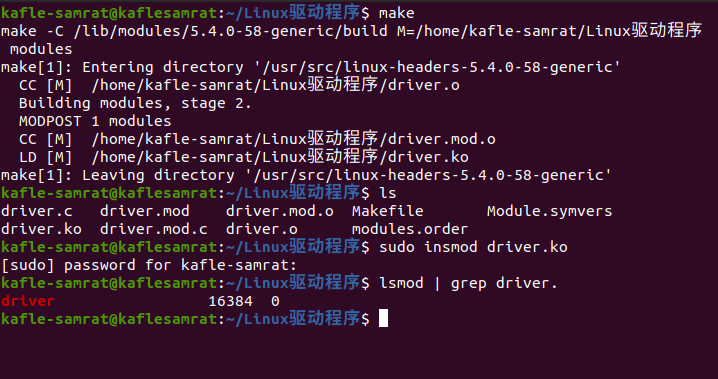 kafle-samrat@kaflesamrat:~/Linux驱动程序$ make
make -C /lib/modules/5.4.0-58-generic/build M=/home/kafle-samrat/Linux驱动程序
 modules
make[1]: Entering directory '/usr/src/linux-headers-5.4.0-58-generic'
  CC [M]  /home/kafle-samrat/Linux驱动程序/driver.o
  Building modules, stage 2.
  MODPOST 1 modules
  CC [M]  /home/kafle-samrat/Linux驱动程序/driver.mod.o
  LD [M]  /home/kafle-samrat/Linux驱动程序/driver.ko
make[1]: Leaving directory '/usr/src/linux-headers-5.4.0-58-generic'
kafle-samrat@kaflesamrat:~/Linux驱动程序$ ls
driver.c   driver.mod    driver.mod.o  Makefile       Module.symvers
driver.ko  driver.mod.c  driver.o      modules.order
kafle-samrat@kaflesamrat:~/Linux驱动程序$ sudo insmod driver.ko
[sudo] password for kafle-samrat:
kafle-samrat@kaflesamrat:~/Linux驱动程序$ lsmod | grep driver.
driver                 16384  0
kafle-samrat@kaflesamrat:~/Linux驱动程序$